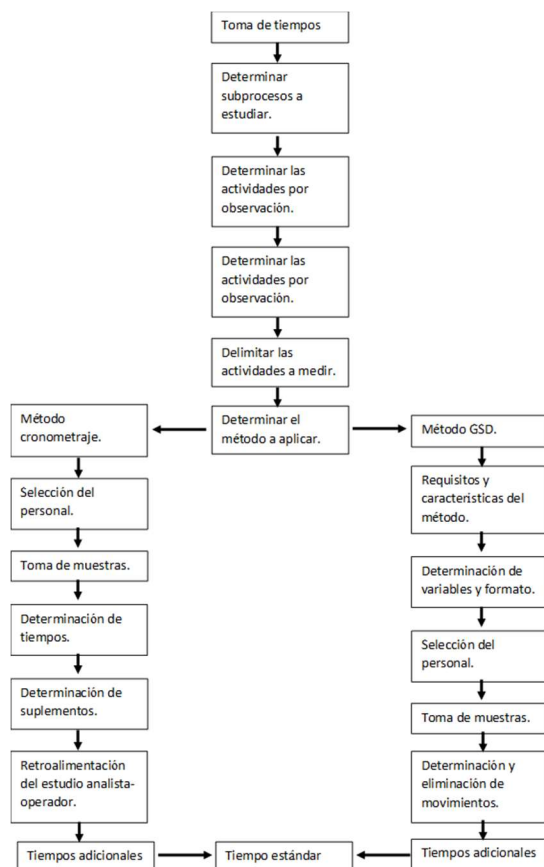 Toma de tiempos
Determinar
subprocesos a
estudiar.
Determinar las
actividades por
observación.
Determinar las
actividades por
observación.
Delimitar las
actividades a medir.
Determinar el
método a aplicar.
Método
cronometraje.
Selección del
personal.
Toma de muestras.
Determinación de
tiempos.
Determinación de
suplementos.
Retroalimentación
del estudio analista-
operador.
Tiempos adicionales
Método GSD.
Requisitos y
características del
método.
Determinación de
variables y formato.
Selección del
personal.
Toma de muestras.
Determinación y
eliminación de
movimientos.
Tiempos adicionales
Tiempo estándar